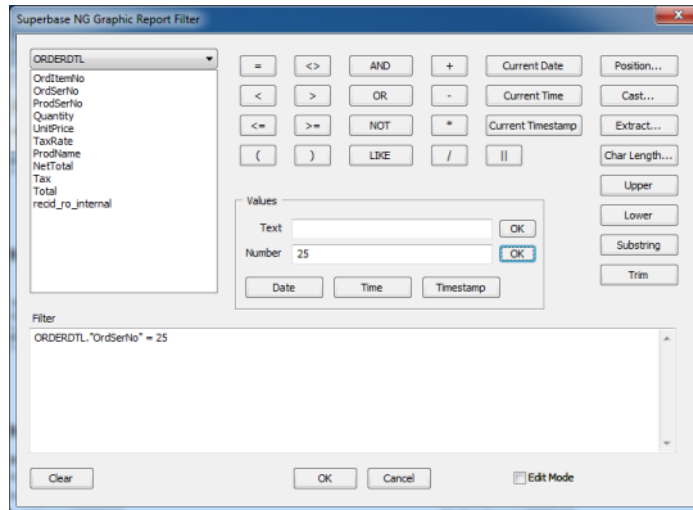 Superbase NG Graphic Report Filter
x
ORDERDTL
OrdItemNo
OrdSerNo
ProdSerNo
Quantity
UnitPrice
TaxRate
ProdName
NetTotal
Tax
Total
recid_ro_internal
= <> AND + Current Date Position...
< > OR - Current Time Cast...
<= >= NOT * Current Timestamp Extract...
( ) LIKE / || Char Length...
Upper
Lower
Substring
Trim
Values
Text OK
Number 25 OK
Date Time Timestamp
Filter
ORDERDTL."OrdSerNo" = 25
Clear OK Cancel Edit Mode